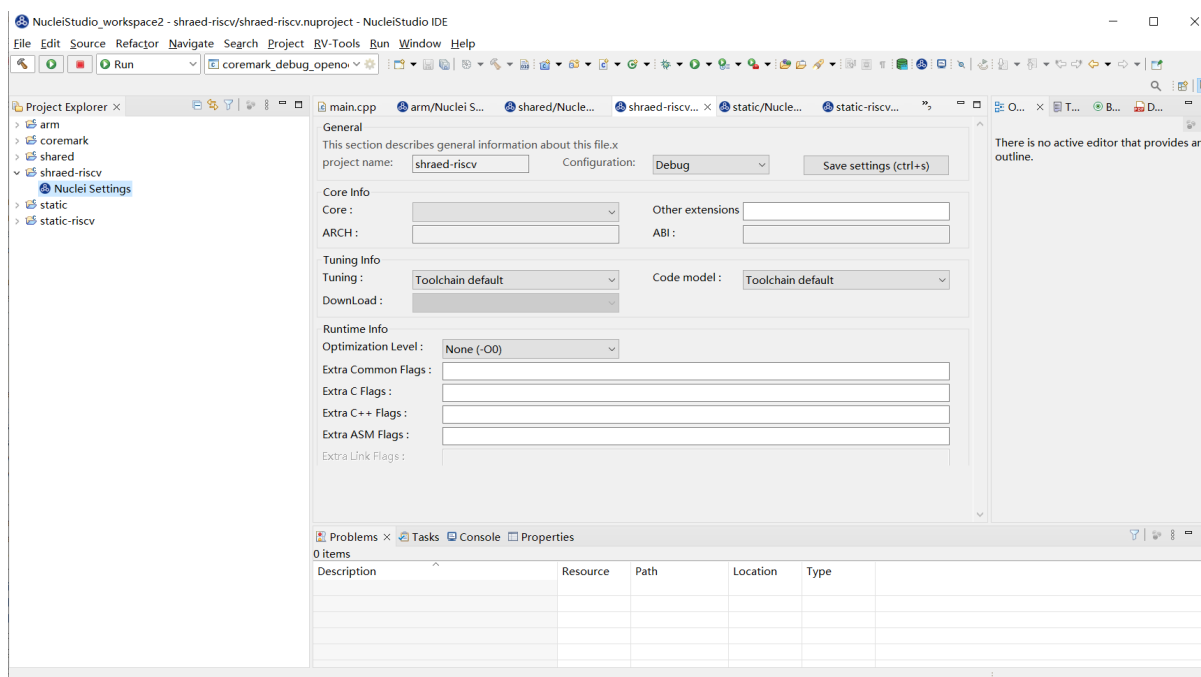 NucleiStudio_workspace2 - shraed-riscv/shraed-riscv.nuproject - NucleiStudio IDE
File Edit Source Refactor Navigate Search Project RV-Tools Run Window Help
Run
coremark_debug_openo
Project Explorer
arm
coremark
shared
shraed-riscv
Nuclei Settings
static
static-riscv
main.cpp arm/Nuclei S... shared/Nucle... shraed-riscv... static/Nucle... static-riscv...
General
This section describes general information about this file.x
project name: shraed-riscv Configuration: Debug Save settings (ctrl+s)
Core Info
Core : Other extensions
ARCH : ABI :
Tuning Info
Tuning : Toolchain default Code model : Toolchain default
DownLoad :
Runtime Info
Optimization Level : None (-O0)
Extra Common Flags :
Extra C Flags :
Extra C++ Flags :
Extra ASM Flags :
Extra Link Flags :
O... T... B... D...
There is no active editor that provides an
outline.
Problems Tasks Console Properties
0 items
Description Resource Path Location Type